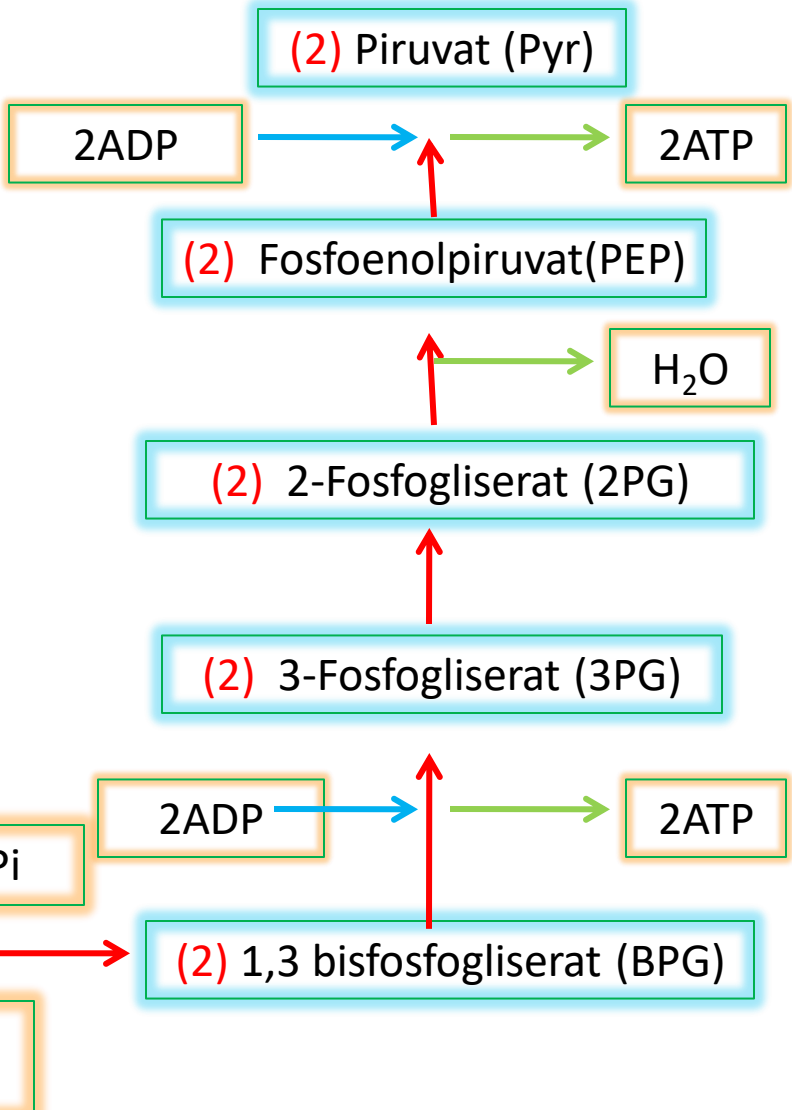 (2) Piruvat (Pyr)
2ADP
2ATP
(2) Fosfoenolpiruvat(PEP)
H₂O
(2) 2-Fosfogliserat (2PG)
(2) 3-Fosfogliserat (3PG)
2ADP
2ATP
Pi
(2) 1,3 bisfosfogliserat (BPG)